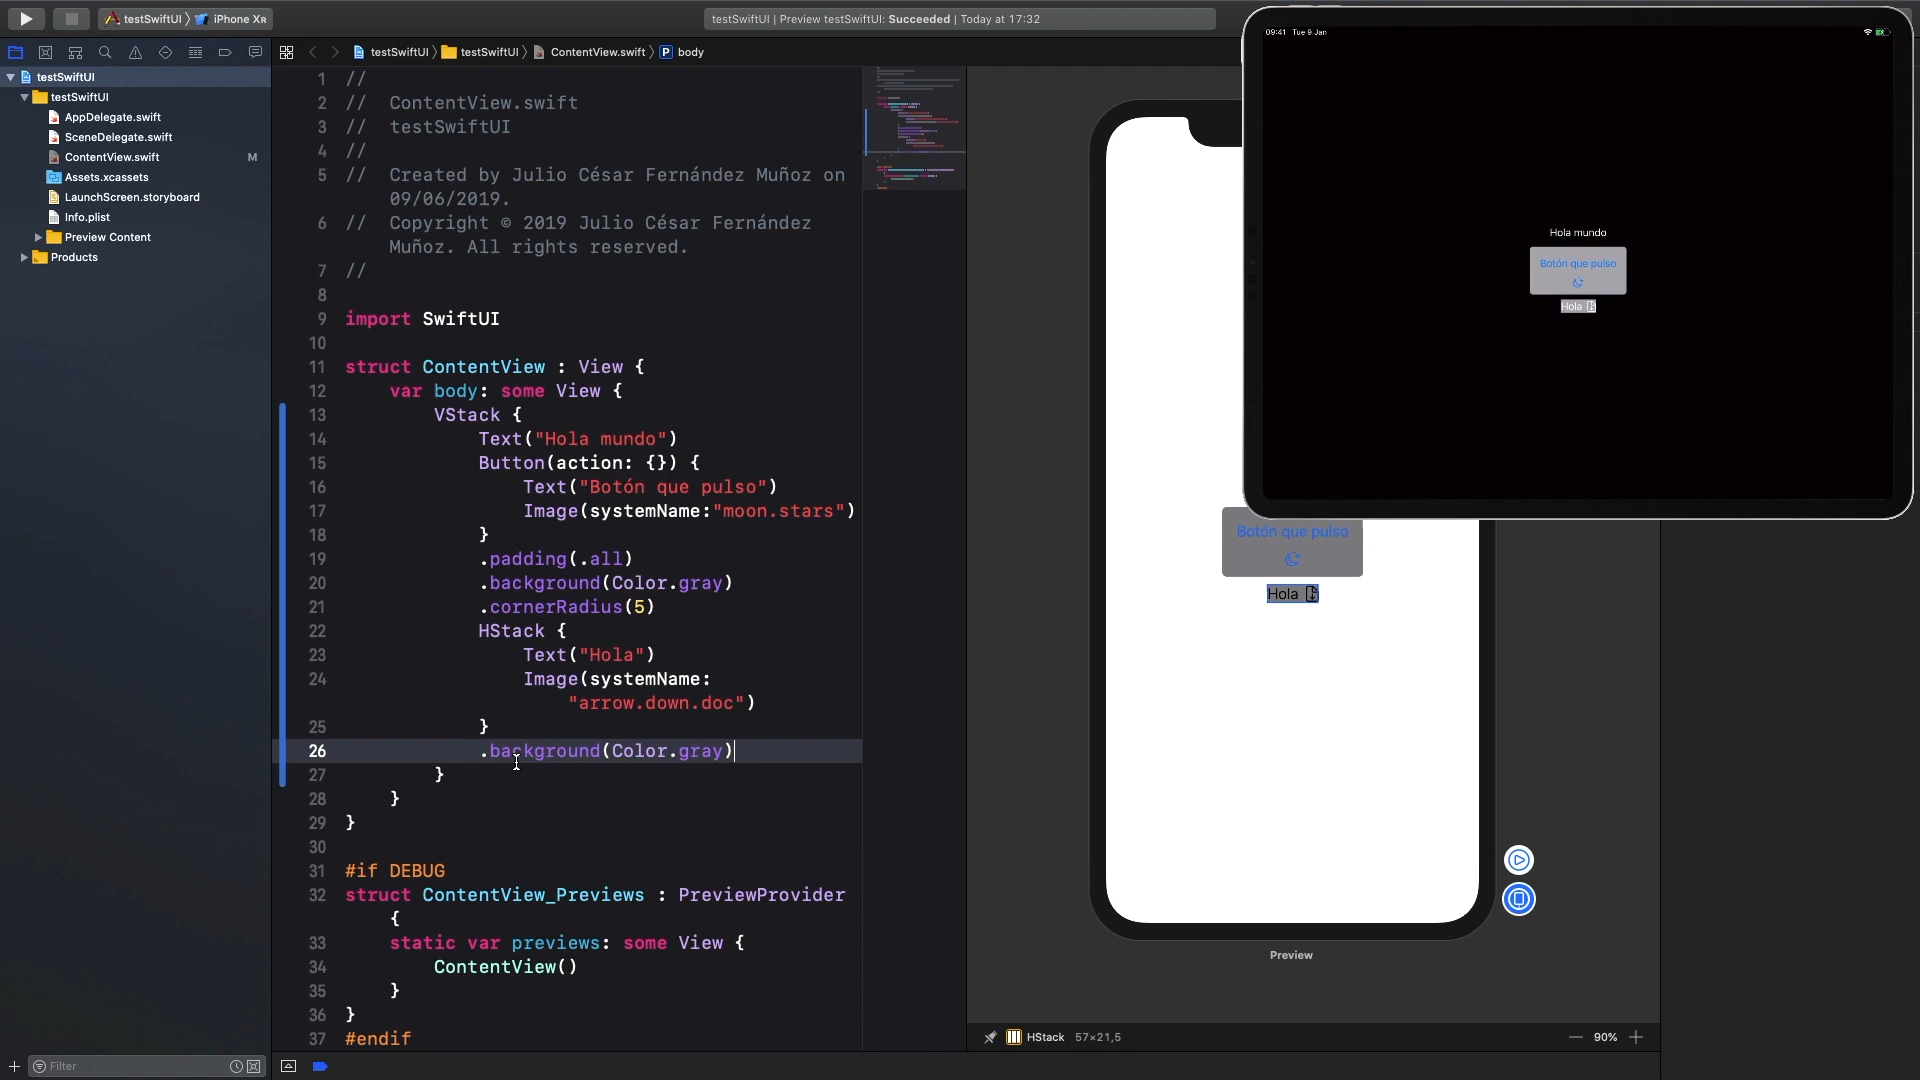 testSwiftUI iPhone XR
testSwiftUI | Preview testSwiftUI: Succeeded | Today at 17:32
09:41 Tue 9 Jan
testSwiftUI testSwiftUI ContentView.swift P body
testSwiftUI
testSwiftUI
AppDelegate.swift
SceneDelegate.swift
ContentView.swift M
Assets.xcassets
LaunchScreen.storyboard
Info.plist
Preview Content
Products
1 //
2 //  ContentView.swift
3 //  testSwiftUI
4 //
5 //  Created by Julio César Fernández Muñoz on
09/06/2019.
6 //  Copyright © 2019 Julio César Fernández
Muñoz. All rights reserved.
7 //
8
9 import SwiftUI
10
11 struct ContentView : View {
12     var body: some View {
13         VStack {
14             Text("Hola mundo")
15             Button(action: {}) {
16                 Text("Botón que pulso")
17                 Image(systemName:"moon.stars")
18             }
19             .padding(.all)
20             .background(Color.gray)
21             .cornerRadius(5)
22             HStack {
23                 Text("Hola")
24                 Image(systemName:
"arrow.down.doc")
25             }
26             .background(Color.gray)
27         }
28     }
29 }
30
31 #if DEBUG
32 struct ContentView_Previews : PreviewProvider
{
33     static var previews: some View {
34         ContentView()
35     }
36 }
37 #endif
Hola mundo
Botón que pulso
Hola
Botón que pulso
Hola
Preview
HStack 57×21,5
90%
Filter